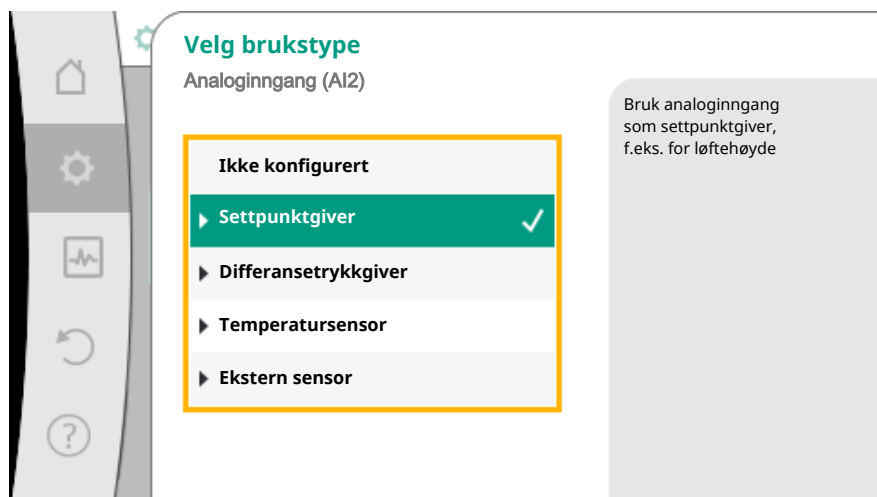 Velg brukstype
Analoginngang (AI2)
Ikke konfigurert
Settpunktgiver
Differansetrykkgiver
Temperatursensor
Ekstern sensor
Bruk analoginngang
som settpunktgiver,
f.eks. for løftehøyde